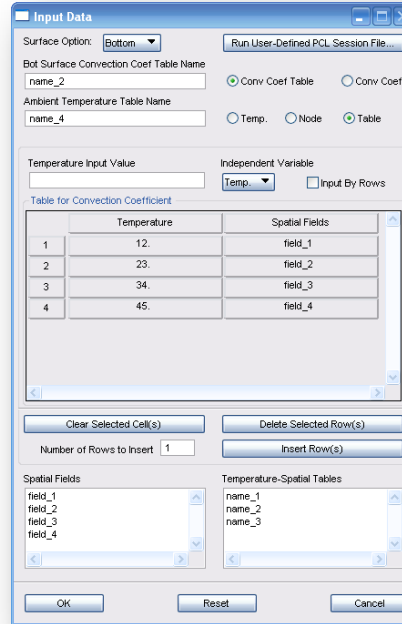 Input Data
Surface Option: Bottom Run User-Defined PCL Session File...
Bot Surface Convection Coef Table Name
name_2 Conv Coef Table Conv Coef
Ambient Temperature Table Name
name_4 Temp. Node Table
Temperature Input Value Independent Variable
Temp. Input By Rows
Table for Convection Coefficient
Temperature Spatial Fields
1 12. field_1
2 23. field_2
3 34. field_3
4 45. field_4
Clear Selected Cell(s) Delete Selected Row(s)
Number of Rows to Insert 1 Insert Row(s)
Spatial Fields Temperature-Spatial Tables
field_1 name_1
field_2 name_2
field_3 name_3
field_4
OK Reset Cancel